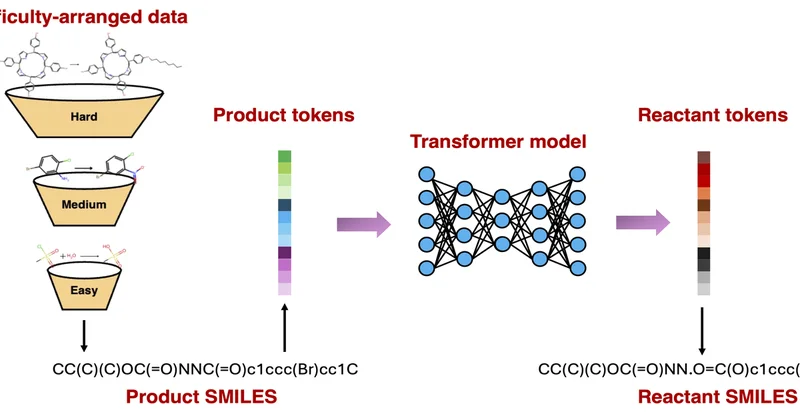 ficulty-arranged data
Hard
Medium
Easy
+ H₂O
Product tokens
Transformer model
Reactant tokens
CC(C)(C)OC(=O)NNC(=O)c1ccc(Br)cc1C
Product SMILES
CC(C)(C)OC(=O)NN.O=C(O)c1ccc(
Reactant SMILES